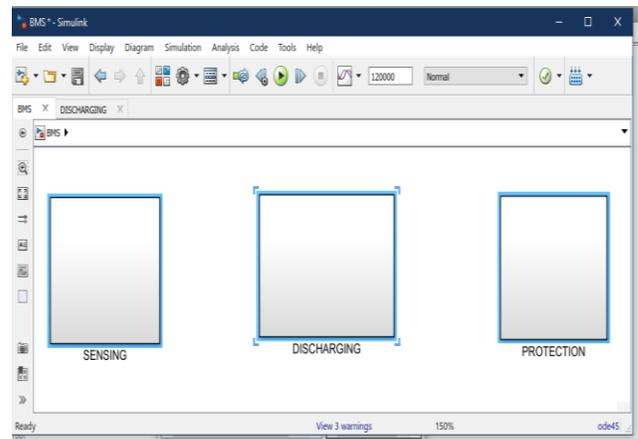 BMS * - Simulink
File Edit View Display Diagram Simulation Analysis Code Tools Help
120000 Normal
BMS X DISCHARGING X
BMS
SENSING
DISCHARGING
PROTECTION
Ready View 3 warnings 150% ode45